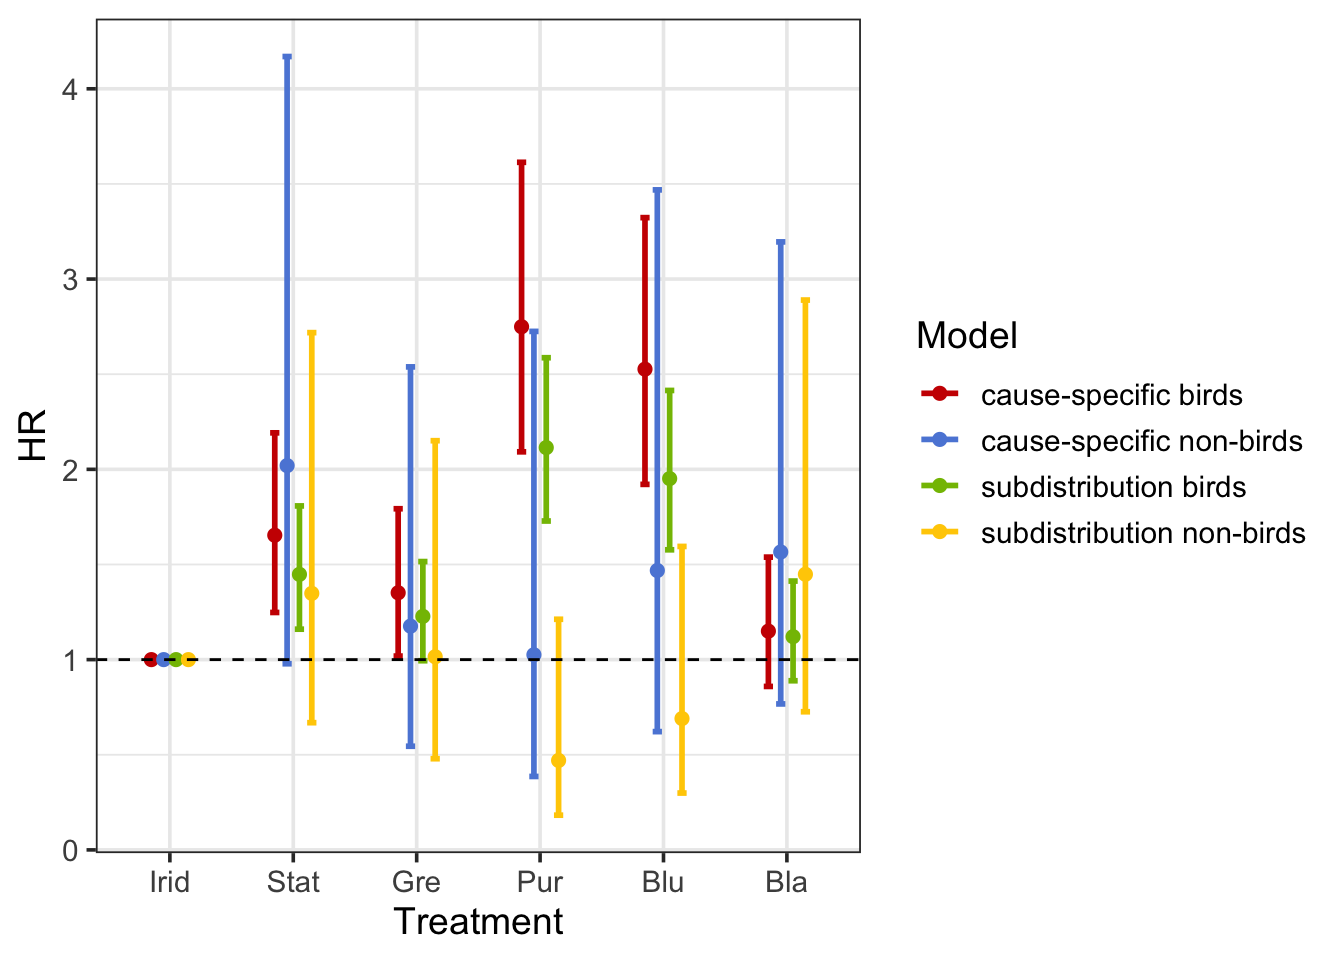 4
3
2
1
0
HR
Irid Stat Gre Pur Blu Bla
Treatment
Model
cause-specific birds
cause-specific non-birds
subdistribution birds
subdistribution non-birds